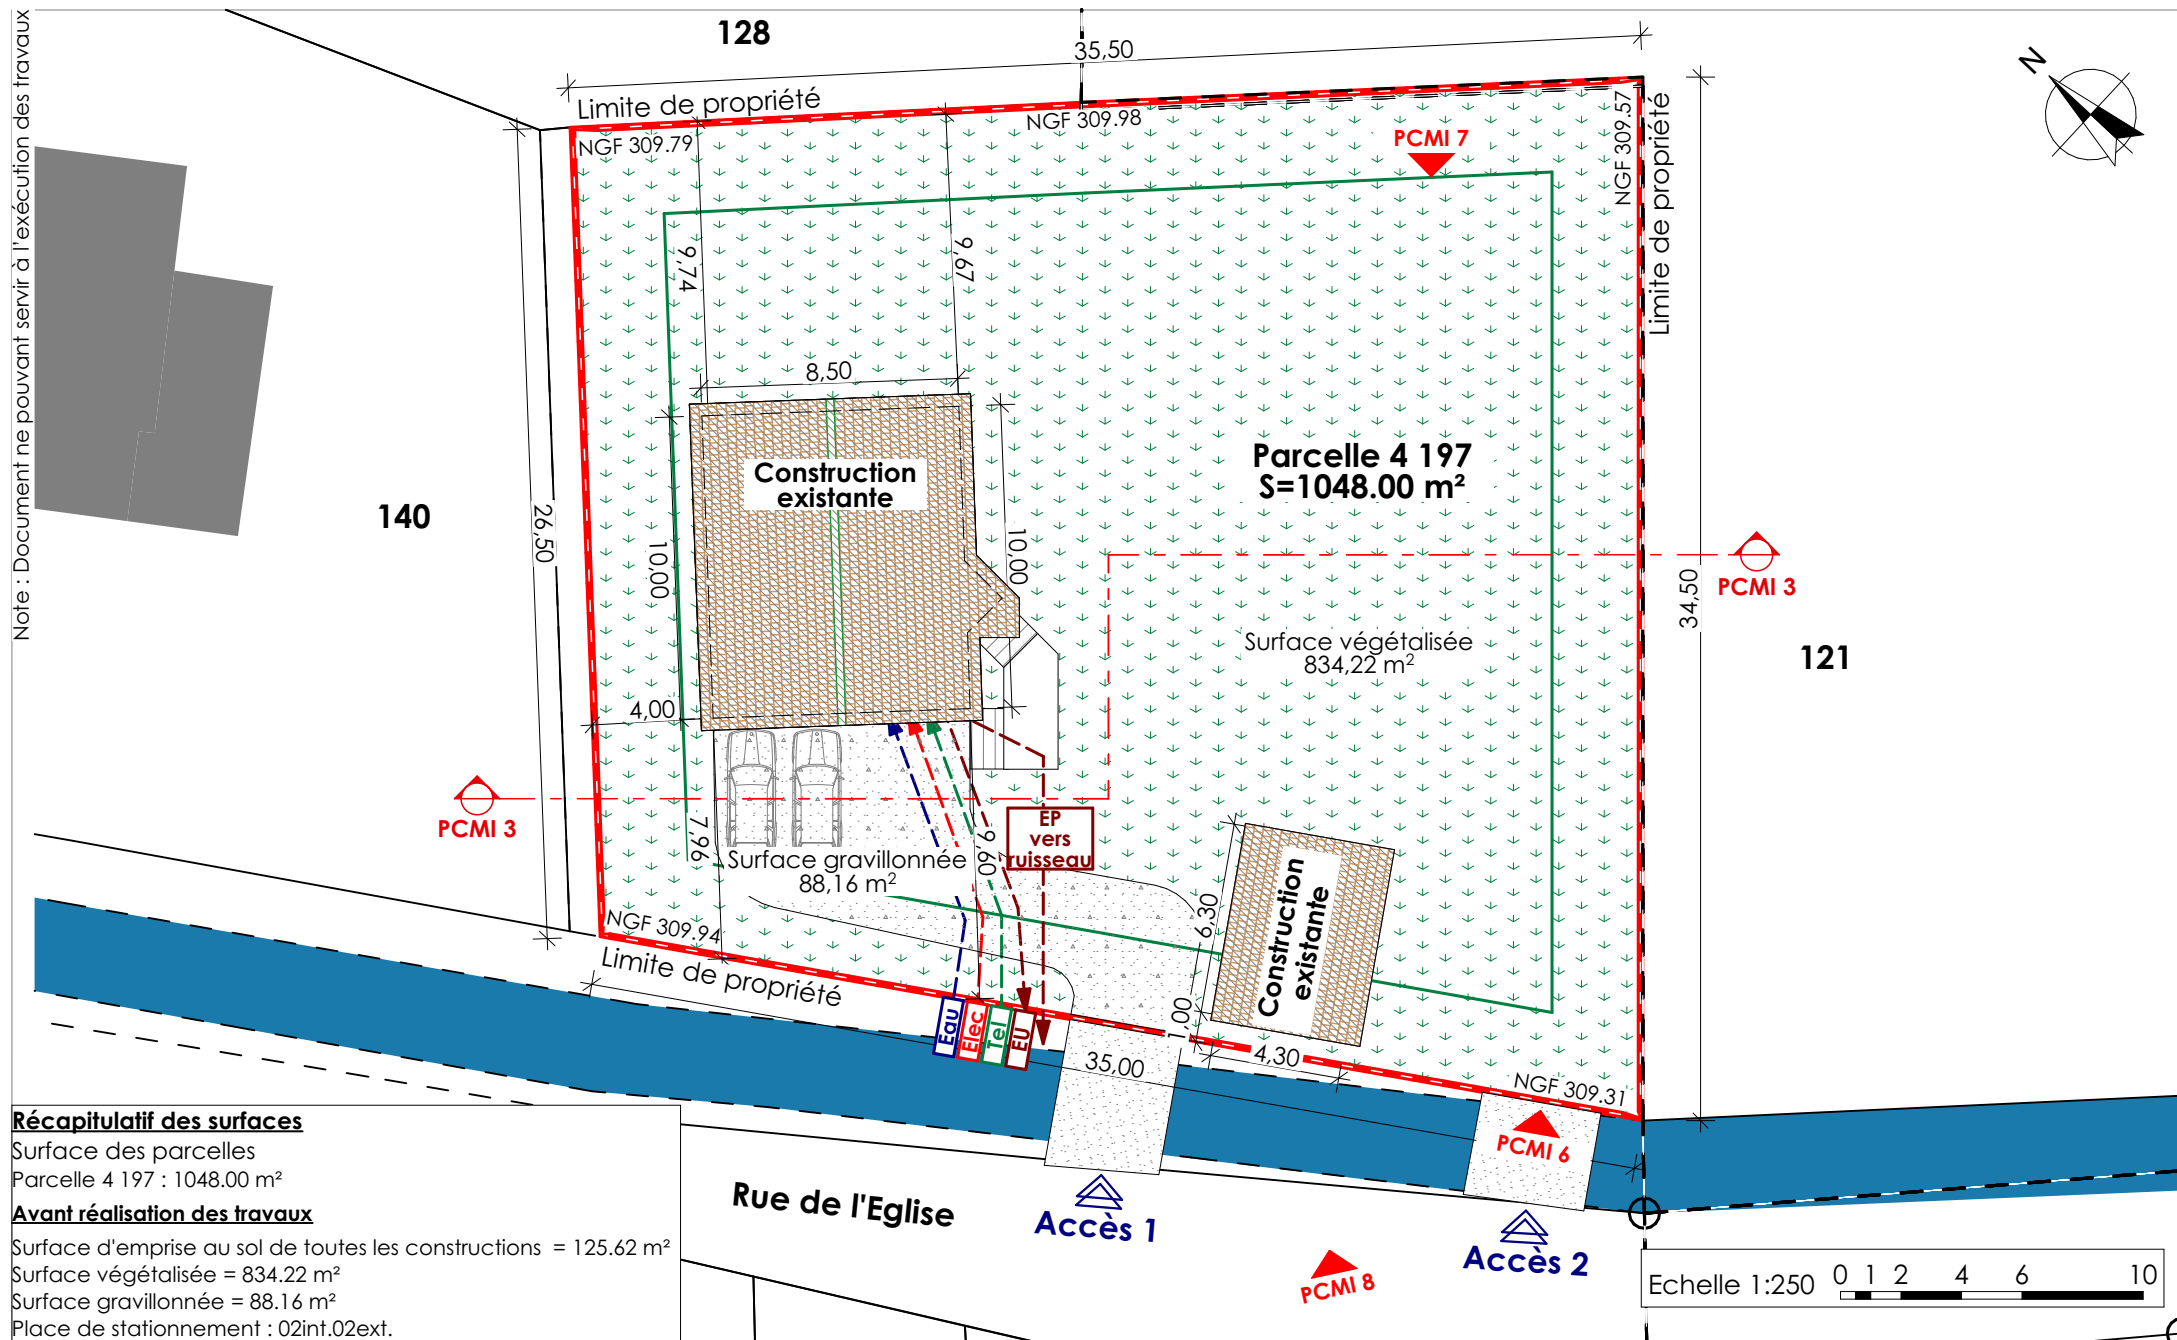 Note : Document ne pouvant servir à l'exécution des travaux
128
35,50
N
Limite de propriété
NGF 309.79
NGF 309.98
NGF 309.57
Limite de propriété
PCMI 7
9,74
9,67
8,50
Construction
existante
Parcelle 4 197
S=1048.00 m²
140
26,50
10,00
10,00
PCMI 3
34,50
Surface végétalisée
834,22 m²
121
4,00
PCMI 3
7,96
9,60
EP
vers
ruisseau
Surface gravillonnée
88,16 m²
6,30
Construction
existante
NGF 309.94
Limite de propriété
Eau
Elec
Tel
EU
1,00
35,00
4,30
NGF 309.31
PCMI 6
Rue de l'Eglise
Accès 1
Accès 2
PCMI 8
Récapitulatif des surfaces
Surface des parcelles
Parcelle 4 197 : 1048.00 m²
Avant réalisation des travaux
Surface d'emprise au sol de toutes les constructions = 125.62 m²
Surface végétalisée = 834.22 m²
Surface gravillonnée = 88.16 m²
Place de stationnement : 02int.02ext.
Echelle 1:250 0 1 2 4 6 10